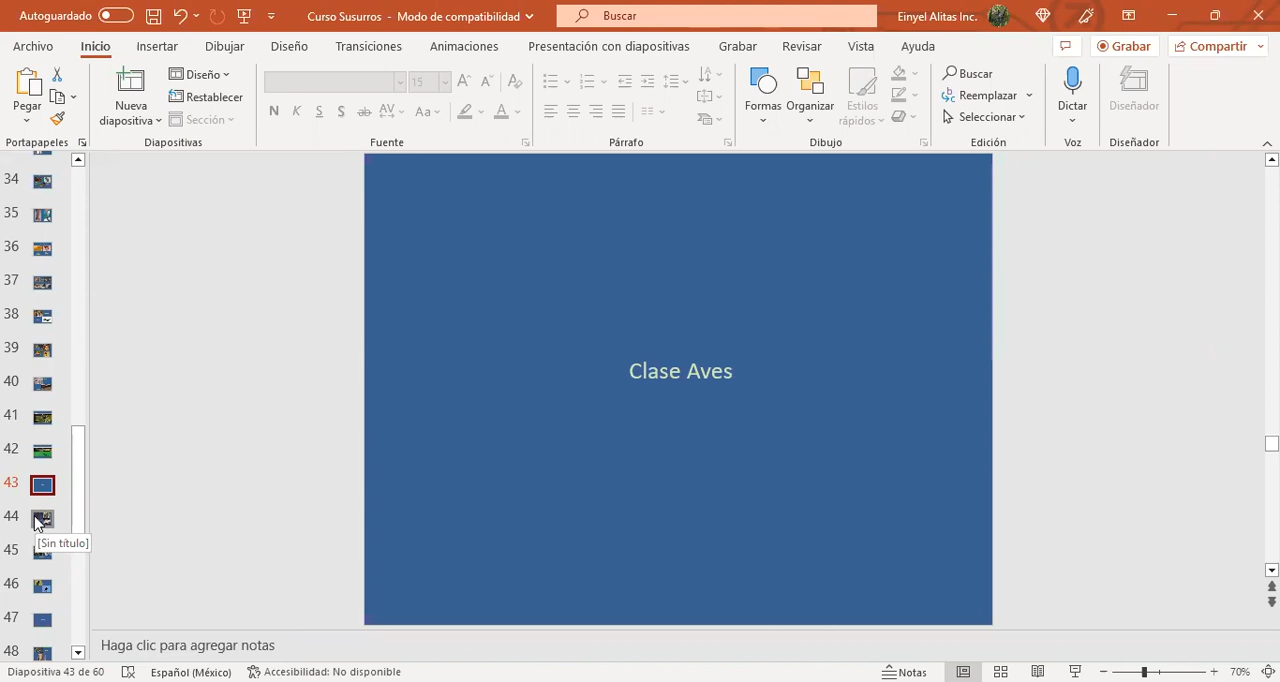 Autoguardado
Curso Susurros - Modo de compatibilidad
Buscar
Einyel Alitas Inc.
Archivo Inicio Insertar Dibujar Diseño Transiciones Animaciones Presentación con diapositivas Grabar Revisar Vista Ayuda
Grabar
Compartir
Pegar
Portapapeles
Nueva
diapositiva
Diseño
Restablecer
Sección
Diapositivas
15
N K S S ab AV Aa A
Fuente
Párrafo
Formas
Organizar
Estilos
rápidos
Dibujo
Buscar
Reemplazar
Seleccionar
Edición
Dictar
Voz
Diseñador
Diseñador
34
35
36
37
38
39
40
41
42
43
44
[Sin título]
45
46
47
48
Clase Aves
Haga clic para agregar notas
Diapositiva 43 de 60
Español (México)
Accesibilidad: No disponible
Notas
70%